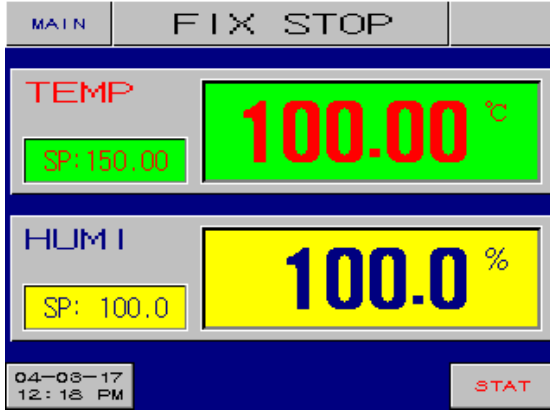 MAIN
FIX STOP
TEMP
100.00 ℃
SP:150.00
HUMI
100.0 %
SP: 100.0
04-03-17
12:18 PM
STAT